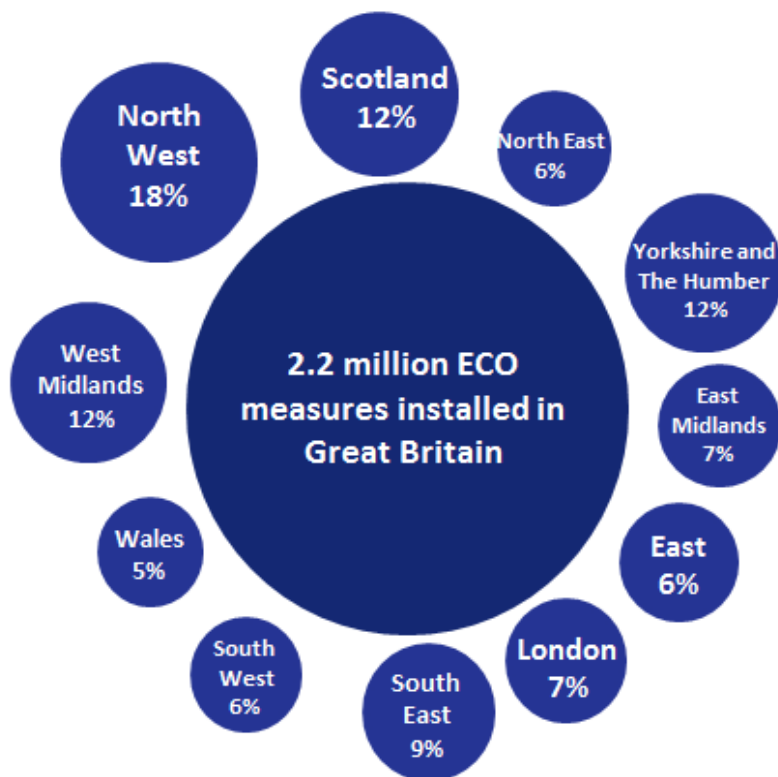 Scotland
12%
North
West
18%
North East
6%
Yorkshire and
The Humber
12%
West
Midlands
12%
2.2 million ECO
measures installed in
Great Britain
East
Midlands
7%
Wales
5%
East
6%
South
West
6%
South
East
9%
London
7%